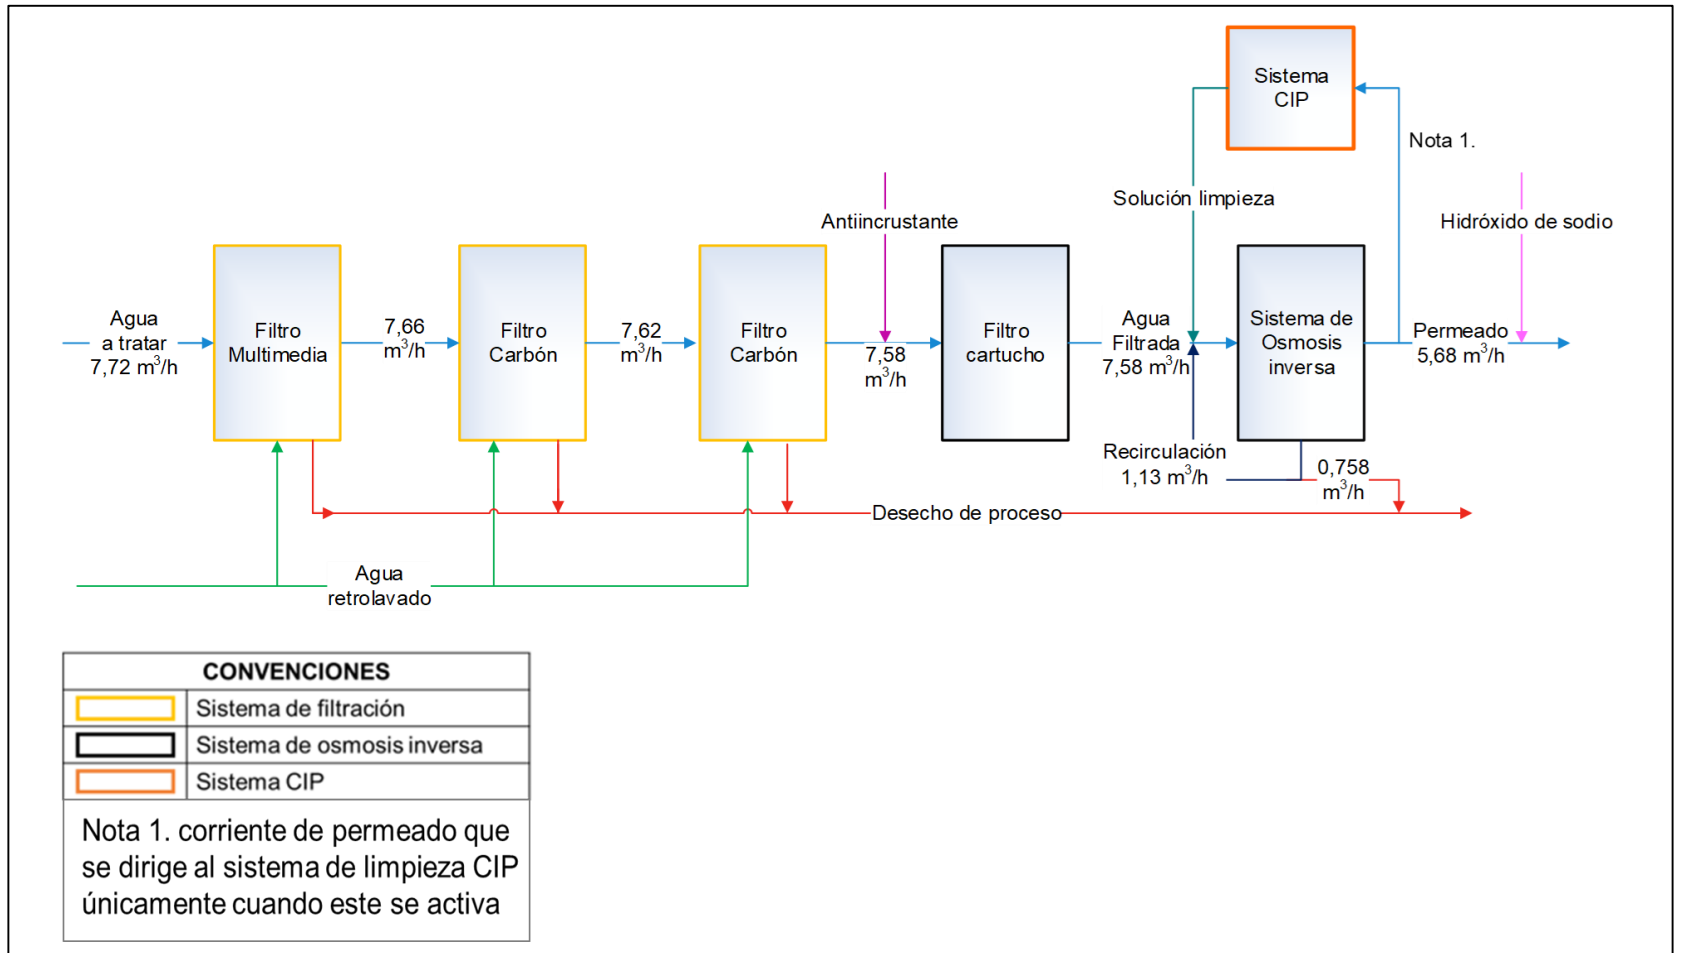 Sistema
CIP
Nota 1.
Solución limpieza
Antiincrustante
Hidróxido de sodio
Agua
a tratar
7,72 m³/h
Filtro
Multimedia
7,66
m³/h
Filtro
Carbón
7,62
m³/h
Filtro
Carbón
7,58
m³/h
Filtro
cartucho
Agua
Filtrada
7,58 m³/h
Sistema de
Osmosis
inversa
Permeado
5,68 m³/h
Recirculación
1,13 m³/h
0,758
m³/h
Desecho de proceso
Agua
retrolavado
CONVENCIONES
Sistema de filtración
Sistema de osmosis inversa
Sistema CIP
Nota 1. corriente de permeado que
se dirige al sistema de limpieza CIP
únicamente cuando este se activa